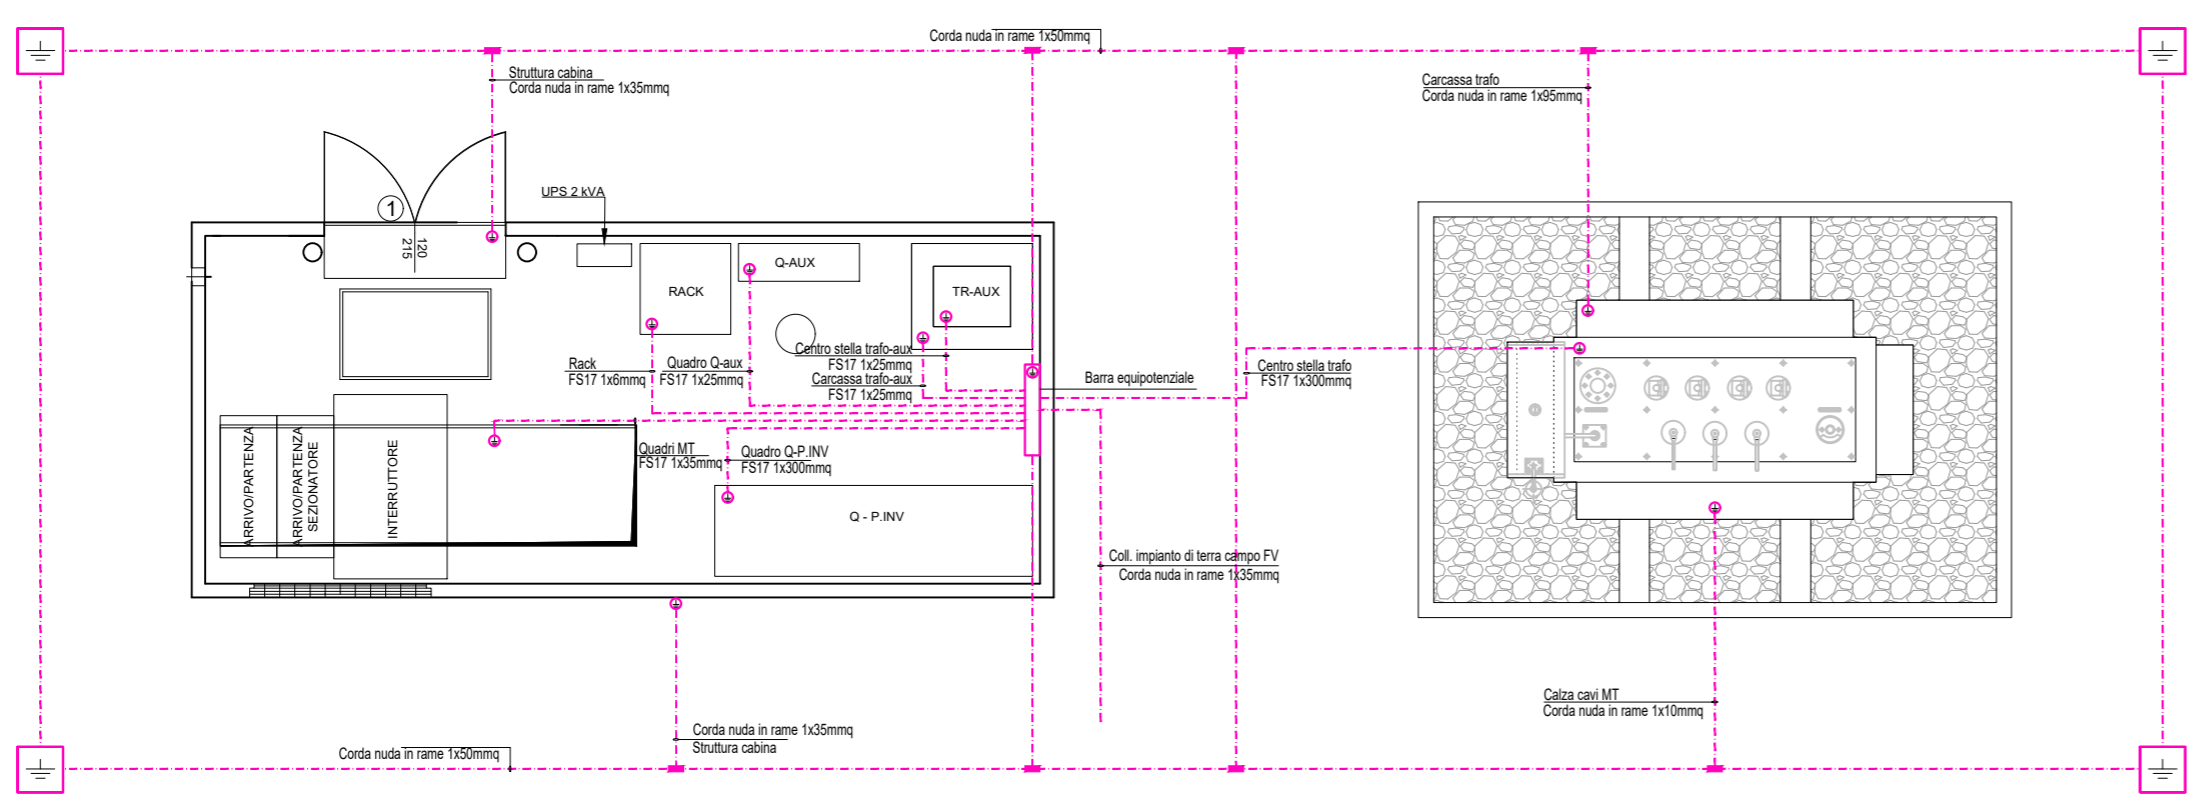 Corda nuda in rame 1x50mmq
Struttura cabina
Corda nuda in rame 1x35mmq
Carcassa trafo
Corda nuda in rame 1x95mmq
UPS 2 kVA
1
120
215
RACK
Q-AUX
TR-AUX
Rack
FS17 1x6mmq
Quadro Q-aux
FS17 1x25mmq
Centro stella trafo-aux
FS17 1x25mmq
Carcassa trafo-aux
FS17 1x25mmq
Barra equipotenziale
Centro stella trafo
FS17 1x300mmq
ARRIVO/PARTENZA
ARRIVO/PARTENZA
SEZIONATORE
INTERRUTTORE
Quadri MT
FS17 1x35mmq
Quadro Q-P.INV
FS17 1x300mmq
Q - P.INV
Coll. impianto di terra campo FV
Corda nuda in rame 1x35mmq
Calza cavi MT
Corda nuda in rame 1x10mmq
Corda nuda in rame 1x35mmq
Struttura cabina
Corda nuda in rame 1x50mmq